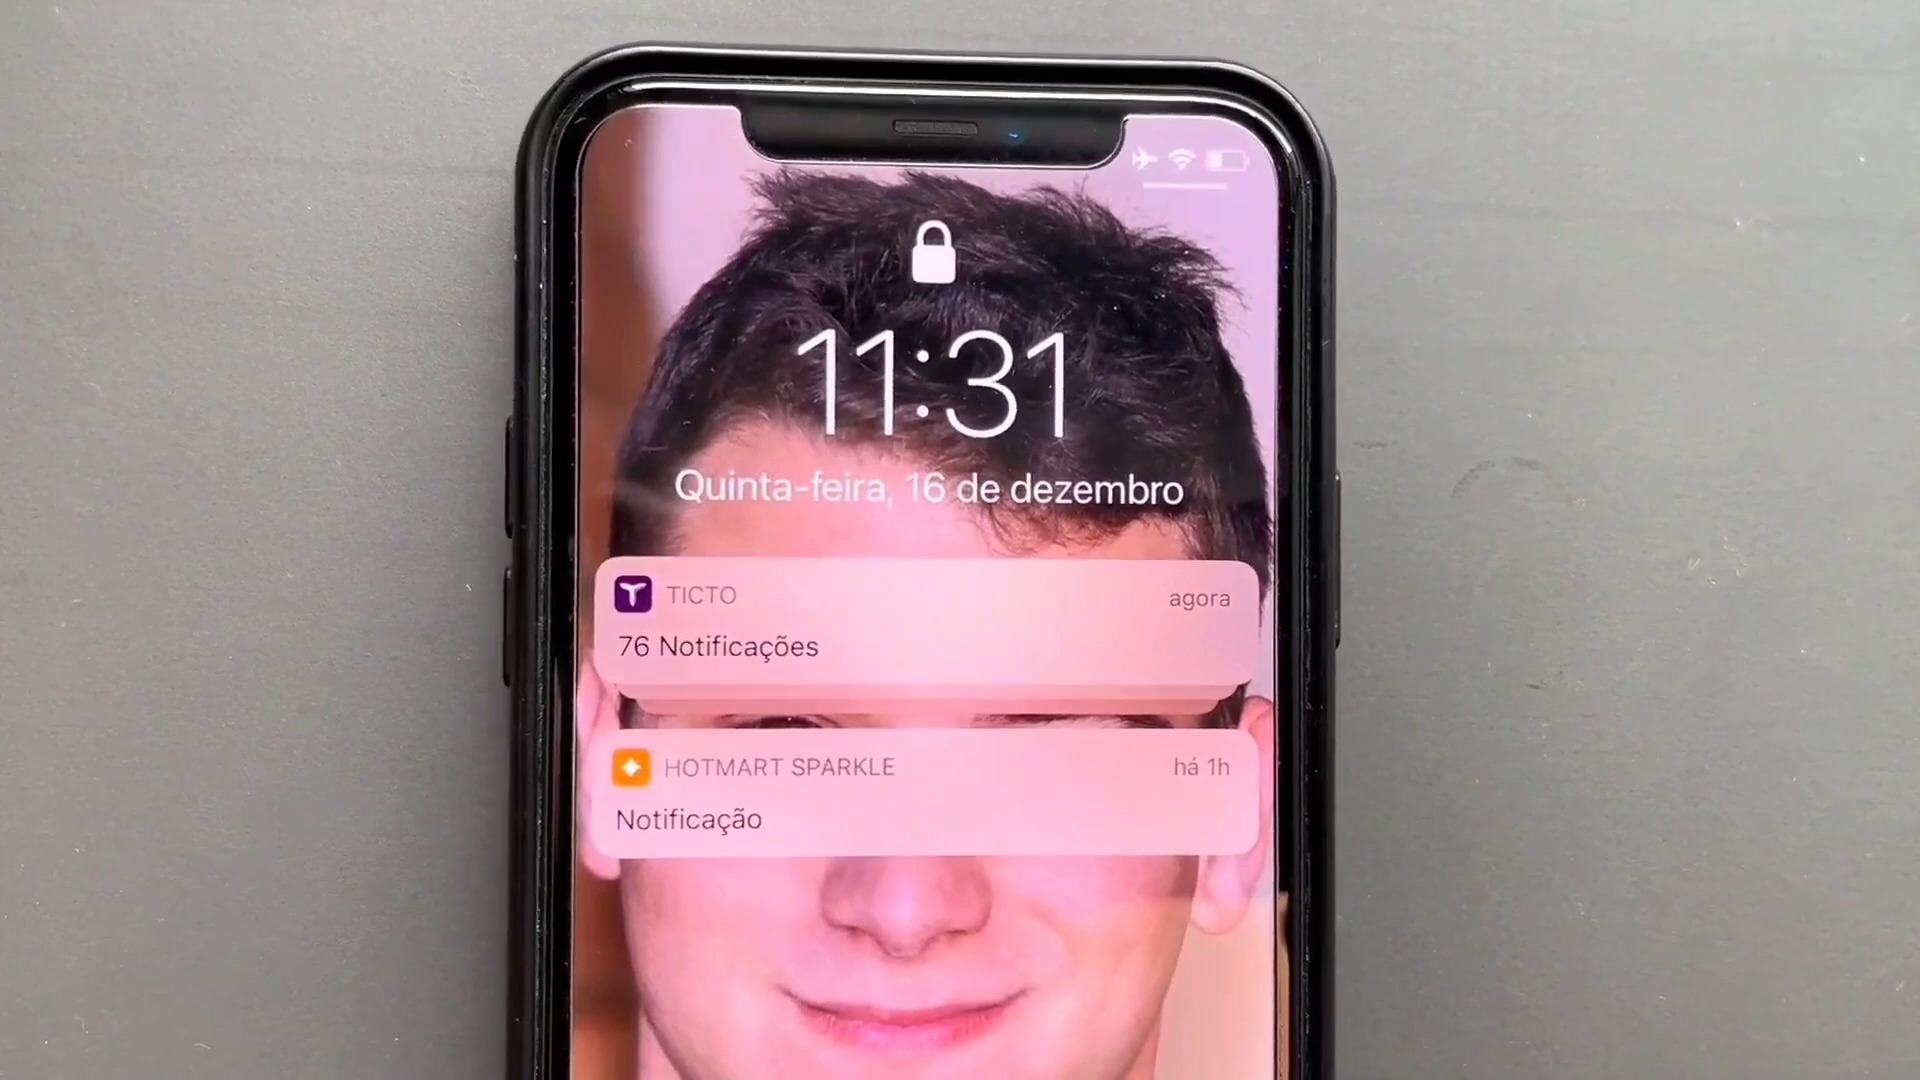 11:31
Quinta-feira, 16 de dezembro
TICTO
agora
76 Notificações
HOTMART SPARKLE
há 1h
Notificação